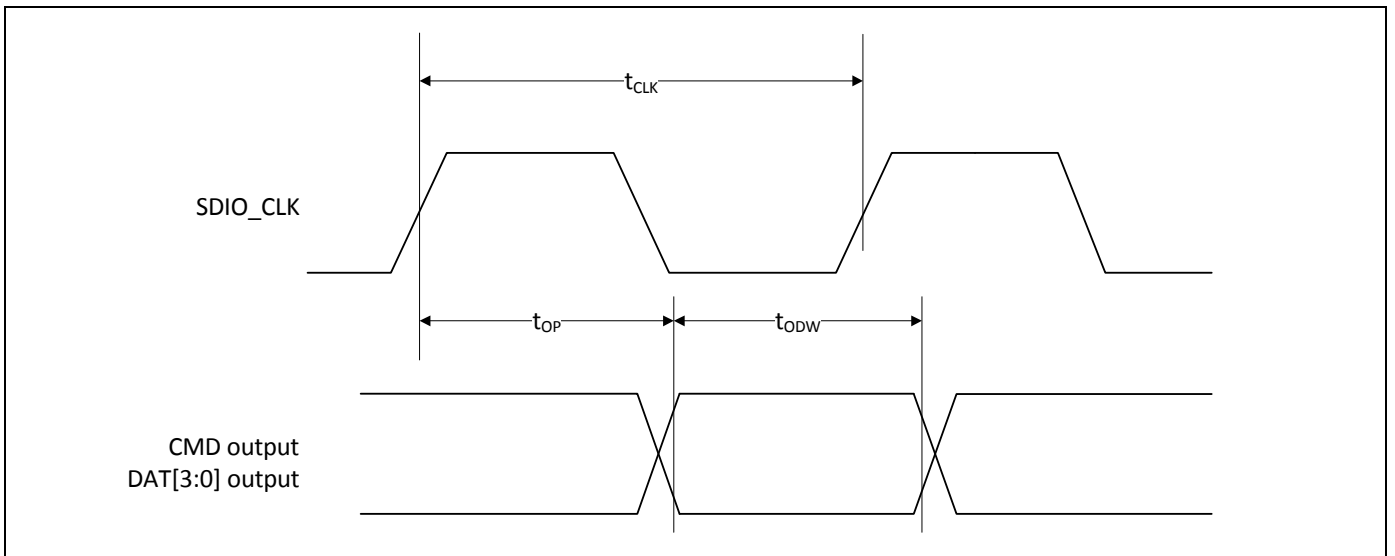 tCLK
SDIO_CLK
tOP
tODW
CMD output
DAT[3:0] output